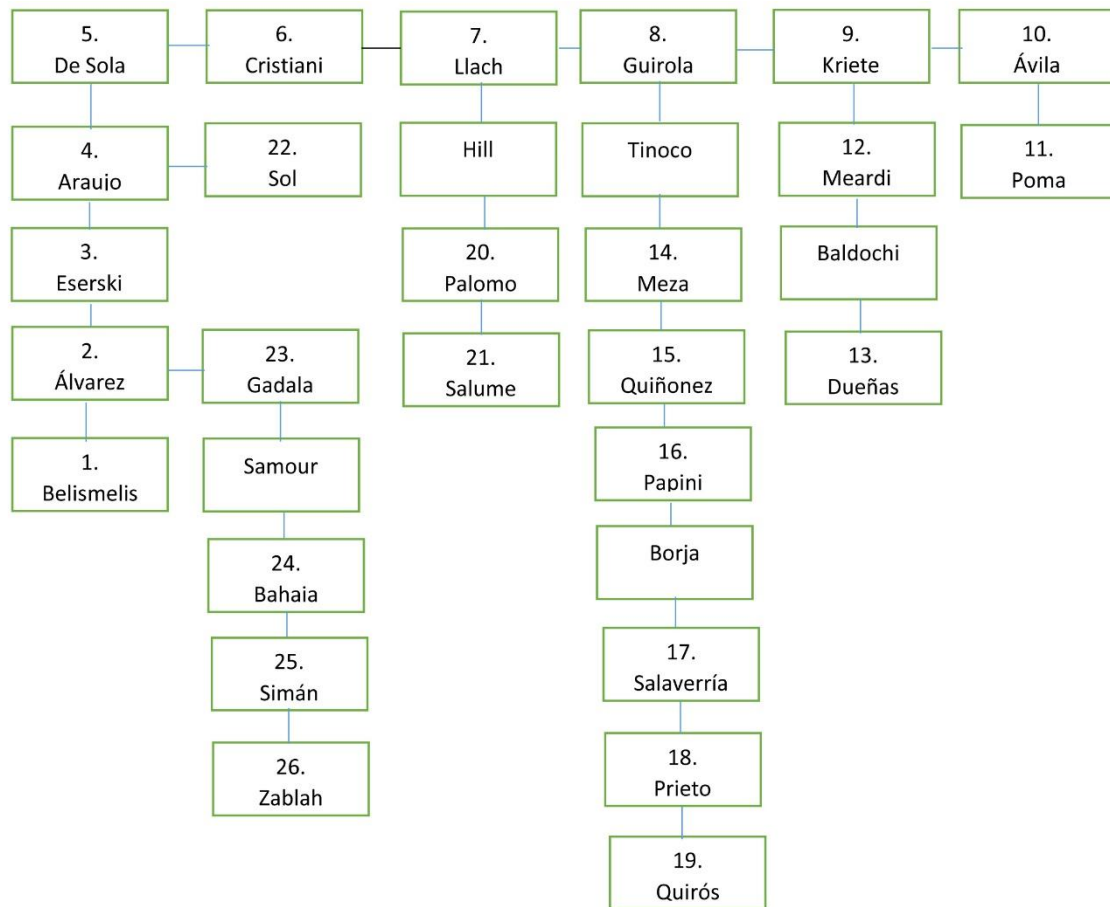 5.
De Sola
6.
Cristiani
7.
Llach
8.
Guirola
9.
Kriete
10.
Ávila
4.
Araujo
22.
Sol
Hill
Tinoco
12.
Meardi
11.
Poma
3.
Eserski
20.
Palomo
14.
Meza
Baldochi
2.
Álvarez
23.
Gadala
21.
Salume
15.
Quiñonez
13.
Dueñas
1.
Belismelis
Samour
16.
Papini
24.
Bahaia
Borja
25.
Simán
17.
Salaverría
26.
Zablah
18.
Prieto
19.
Quirós